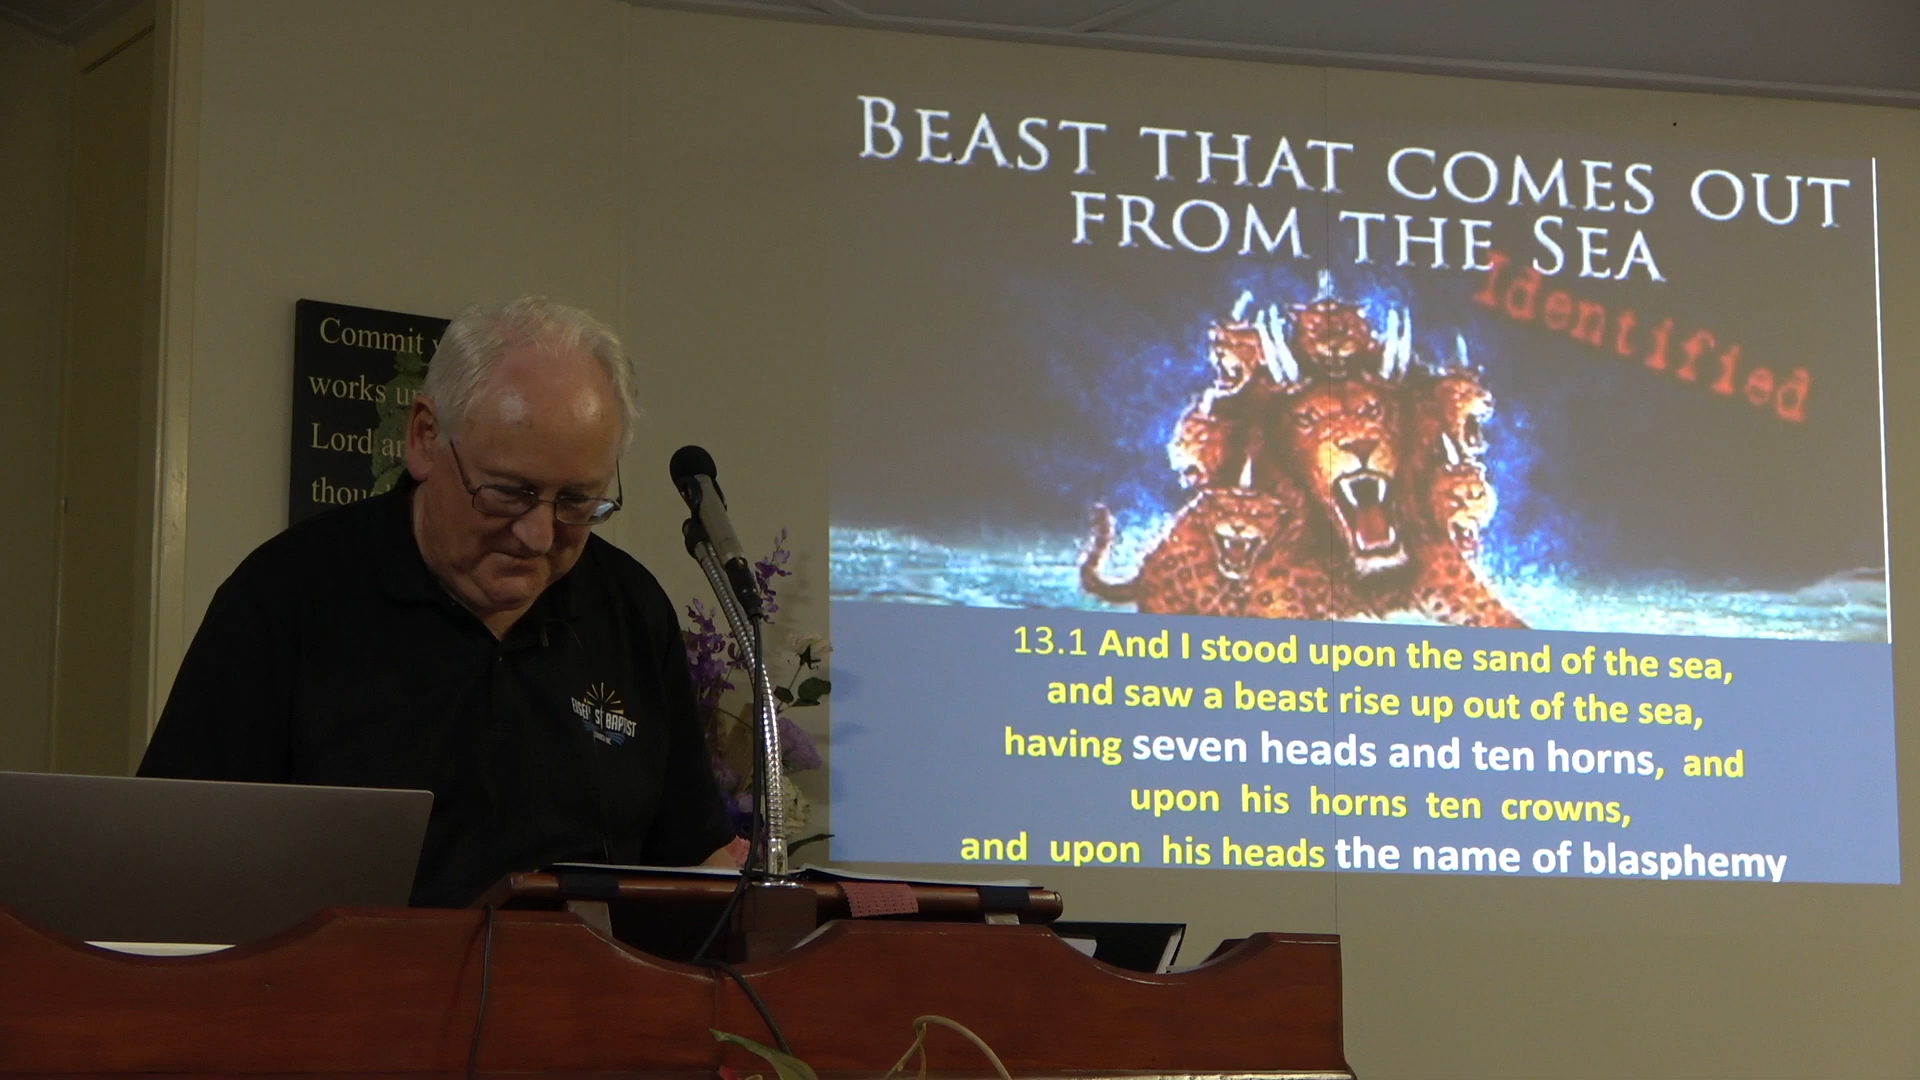 BEAST THAT COMES OUT
FROM THE SEA
Identified
13.1 And I stood upon the sand of the sea,
and saw a beast rise up out of the sea,
having seven heads and ten horns, and
upon his horns ten crowns,
and upon his heads the name of blasphemy
Commit
works
Lord
ST BAPTIST